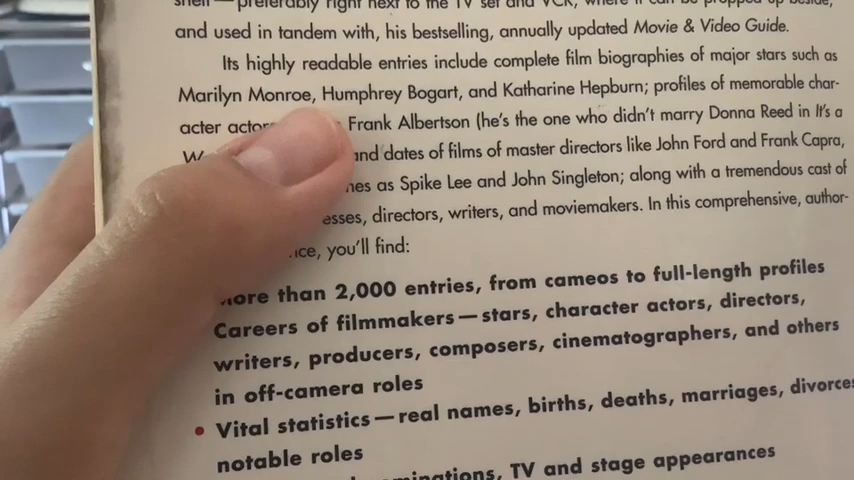 shelf—preferably right next to the TV set and VCR, where it can be propped up beside,
and used in tandem with, his bestselling, annually updated Movie & Video Guide.
Its highly readable entries include complete film biographies of major stars such as
Marilyn Monroe, Humphrey Bogart, and Katharine Hepburn; profiles of memorable char-
acter actors Frank Albertson (he's the one who didn't marry Donna Reed in It's a
and dates of films of master directors like John Ford and Frank Capra,
as Spike Lee and John Singleton; along with a tremendous cast of
esses, directors, writers, and moviemakers. In this comprehensive, author-
ice, you'll find:
more than 2,000 entries, from cameos to full-length profiles
Careers of filmmakers—stars, character actors, directors,
writers, producers, composers, cinematographers, and others
in off-camera roles
• Vital statistics—real names, births, deaths, marriages, divorces
notable roles
minations, TV and stage appearances